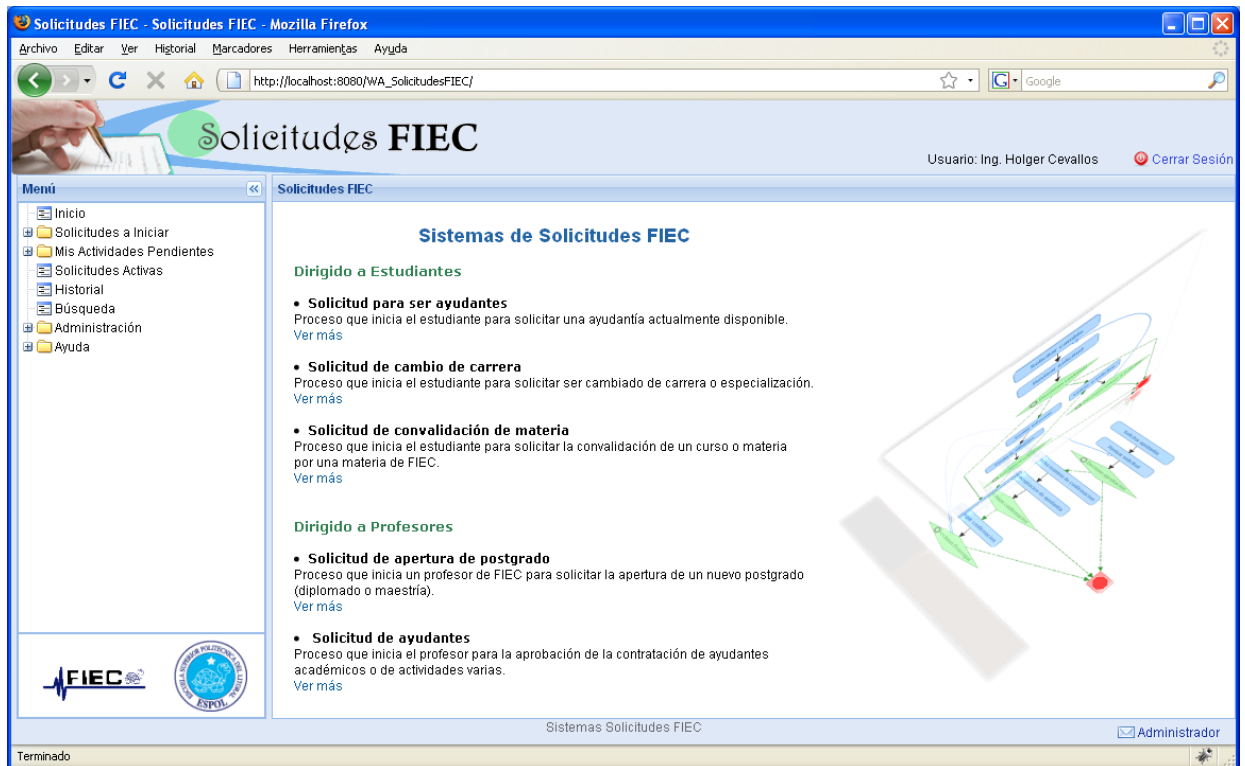 Solicitudes FIEC - Solicitudes FIEC - Mozilla Firefox
Archivo Editar Ver Historial Marcadores Herramientas Ayuda
http://localhost:8080/WA_SolicitudesFIEC/
G Google
Solicitudes FIEC
Usuario: Ing. Holger Cevallos Cerrar Sesión
Menú
Solicitudes FIEC
Inicio
Solicitudes a Iniciar
Mis Actividades Pendientes
Solicitudes Activas
Historial
Búsqueda
Administración
Ayuda
Sistemas de Solicitudes FIEC
Dirigido a Estudiantes
• Solicitud para ser ayudantes
Proceso que inicia el estudiante para solicitar una ayudantía actualmente disponible.
Ver más
• Solicitud de cambio de carrera
Proceso que inicia el estudiante para solicitar ser cambiado de carrera o especialización.
Ver más
• Solicitud de convalidación de materia
Proceso que inicia el estudiante para solicitar la convalidación de un curso o materia
por una materia de FIEC.
Ver más
Dirigido a Profesores
• Solicitud de apertura de postgrado
Proceso que inicia un profesor de FIEC para solicitar la apertura de un nuevo postgrado
(diplomado o maestría).
Ver más
• Solicitud de ayudantes
Proceso que inicia el profesor para la aprobación de la contratación de ayudantes
académicos o de actividades varias.
Ver más
FIEC
ESCUELA SUPERIOR POLITECNICA DEL LITORAL
ESPOL
Sistemas Solicitudes FIEC
Administrador
Terminado